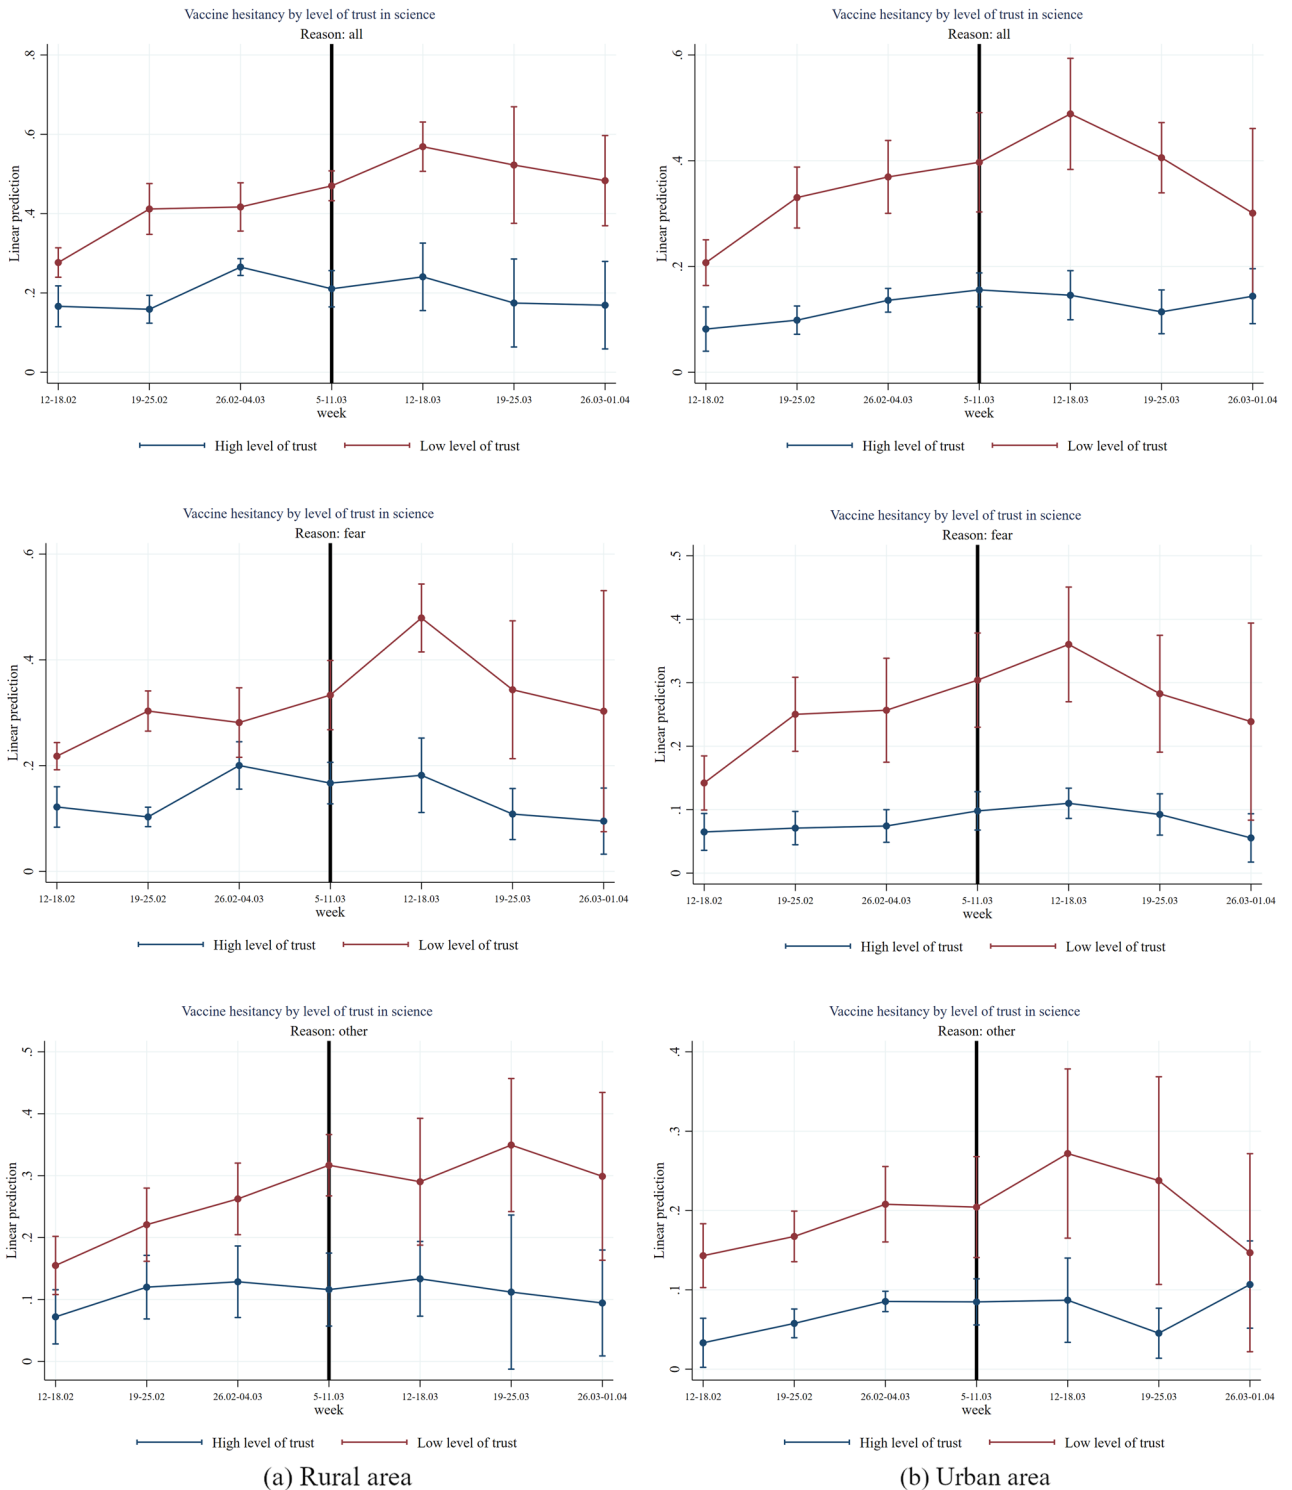 Vaccine hesitancy by level of trust in science
Reason: all
Linear prediction
.8
.6
.4
.2
0
12-18.02 19-25.02 26.02-04.03 5-11.03 12-18.03 19-25.03 26.03-01.04
week
High level of trust Low level of trust
Vaccine hesitancy by level of trust in science
Reason: all
Linear prediction
.6
.4
.2
0
12-18.02 19-25.02 26.02-04.03 5-11.03 12-18.03 19-25.03 26.03-01.04
week
High level of trust Low level of trust
Vaccine hesitancy by level of trust in science
Reason: fear
Linear prediction
.6
.4
.2
0
12-18.02 19-25.02 26.02-04.03 5-11.03 12-18.03 19-25.03 26.03-01.04
week
High level of trust Low level of trust
Vaccine hesitancy by level of trust in science
Reason: fear
Linear prediction
.5
.4
.3
.2
.1
0
12-18.02 19-25.02 26.02-04.03 5-11.03 12-18.03 19-25.03 26.03-01.04
week
High level of trust Low level of trust
Vaccine hesitancy by level of trust in science
Reason: other
Linear prediction
.5
.4
.3
.2
.1
0
12-18.02 19-25.02 26.02-04.03 5-11.03 12-18.03 19-25.03 26.03-01.04
week
High level of trust Low level of trust
Vaccine hesitancy by level of trust in science
Reason: other
Linear prediction
.4
.3
.2
.1
0
12-18.02 19-25.02 26.02-04.03 5-11.03 12-18.03 19-25.03 26.03-01.04
week
High level of trust Low level of trust
(a) Rural area
(b) Urban area